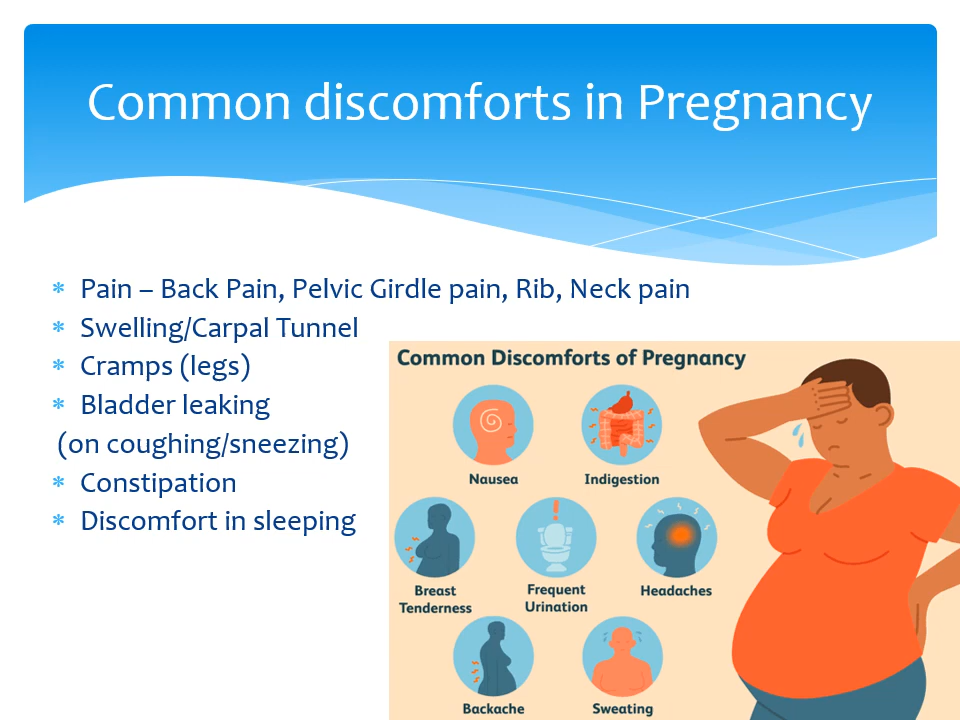 Common discomforts in Pregnancy
* Pain – Back Pain, Pelvic Girdle pain, Rib, Neck pain
* Swelling/Carpal Tunnel
* Cramps (legs)
* Bladder leaking
(on coughing/sneezing)
* Constipation
* Discomfort in sleeping
Common Discomforts of Pregnancy
Nausea
Indigestion
Breast
Tenderness
Frequent
Urination
Headaches
Backache
Sweating